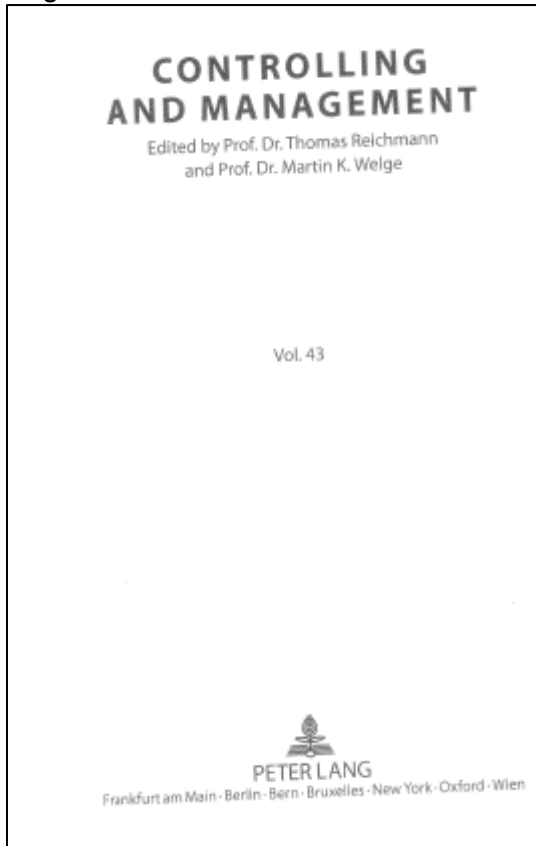 CONTROLLING
AND MANAGEMENT
Edited by Prof. Dr. Thomas Reichmann
and Prof. Dr. Martin K. Welge
Vol. 43
PETER LANG
Frankfurt am Main · Berlin · Bern · Bruxelles · New York · Oxford · Wien